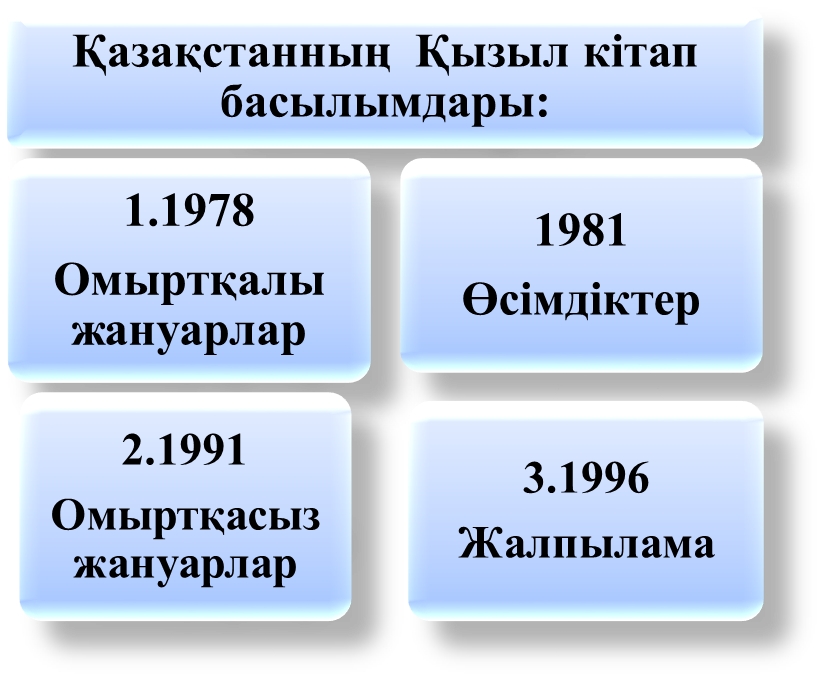 Қазақстанның Қызыл кітап
басылымдары:
1.1978
Омыртқалы
жануарлар
1981
Өсімдіктер
2.1991
Омыртқасыз
жануарлар
3.1996
Жалпылама